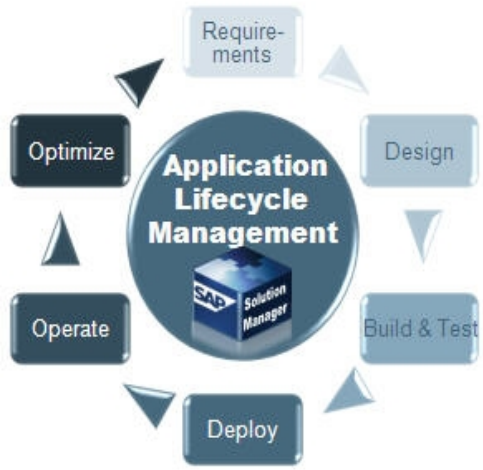 Require-
ments
Optimize
Design
Application
Lifecycle
Management
SAP
Solution
Manager
Operate
Build & Test
Deploy